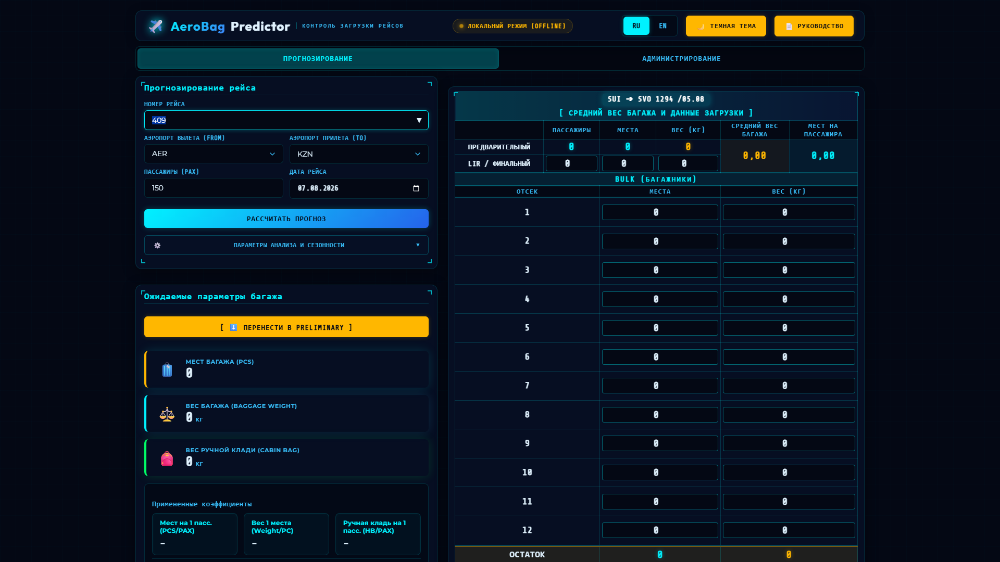 AeroBag Predictor
КОНТРОЛЬ ЗАГРУЗКИ РЕЙСОВ
ЛОКАЛЬНЫЙ РЕЖИМ (OFFLINE)
RU
EN
ТЕМНАЯ ТЕМА
РУКОВОДСТВО
ПРОГНОЗИРОВАНИЕ
АДМИНИСТРИРОВАНИЕ
Прогнозирование рейса
НОМЕР РЕЙСА
409
АЭРОПОРТ ВЫЛЕТА (FROM)
АЭРОПОРТ ПРИЛЕТА (TO)
AER
KZN
ПАССАЖИРЫ (PAX)
ДАТА РЕЙСА
150
07.08.2026
РАССЧИТАТЬ ПРОГНОЗ
ПАРАМЕТРЫ АНАЛИЗА И СЕЗОННОСТИ
Ожидаемые параметры багажа
[ ⬇️ ПЕРЕНЕСТИ В PRELIMINARY ]
МЕСТ БАГАЖА (PCS)
0
ВЕС БАГАЖА (BAGGAGE WEIGHT)
0 кг
ВЕС РУЧНОЙ КЛАДИ (CABIN BAG)
0 кг
Примененные коэффициенты
Мест на 1 пасс. (PCS/PAX)
–
Вес 1 места (Weight/PC)
–
Ручная кладь на 1 пасс. (HB/PAX)
–
SUI ➔ SVO 1294 /05.08
[ СРЕДНИЙ ВЕС БАГАЖА И ДАННЫЕ ЗАГРУЗКИ ]
ПАССАЖИРЫ МЕСТА ВЕС (КГ) СРЕДНИЙ ВЕС БАГАЖА МЕСТ НА ПАССАЖИРА
ПРЕДВАРИТЕЛЬНЫЙ 0 0 0 0,00 0,00
LIR / ФИНАЛЬНЫЙ 0 0 0
BULK (БАГАЖНИКИ)
ОТСЕК МЕСТА ВЕС (КГ)
1 0 0
2 0 0
3 0 0
4 0 0
5 0 0
6 0 0
7 0 0
8 0 0
9 0 0
10 0 0
11 0 0
12 0 0
ОСТАТОК 0 0